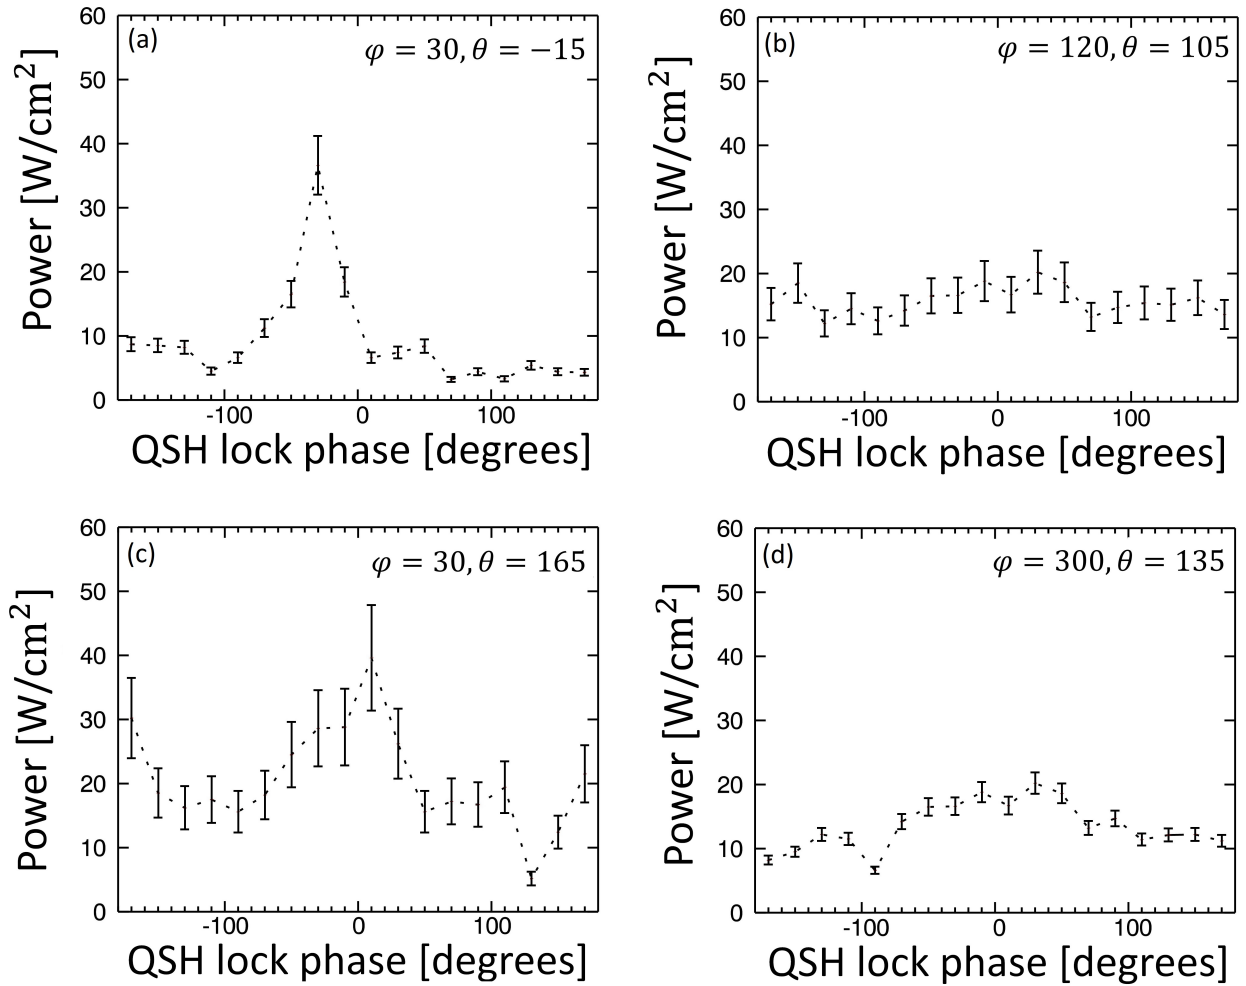 (a) φ = 30, θ = −15
60
50
40
30
20
10
0
-100 0 100
Power [W/cm²]
QSH lock phase [degrees]
(b) φ = 120, θ = 105
60
50
40
30
20
10
0
-100 0 100
Power [W/cm²]
QSH lock phase [degrees]
(c) φ = 30, θ = 165
60
50
40
30
20
10
0
-100 0 100
Power [W/cm²]
QSH lock phase [degrees]
(d) φ = 300, θ = 135
60
50
40
30
20
10
0
-100 0 100
Power [W/cm²]
QSH lock phase [degrees]